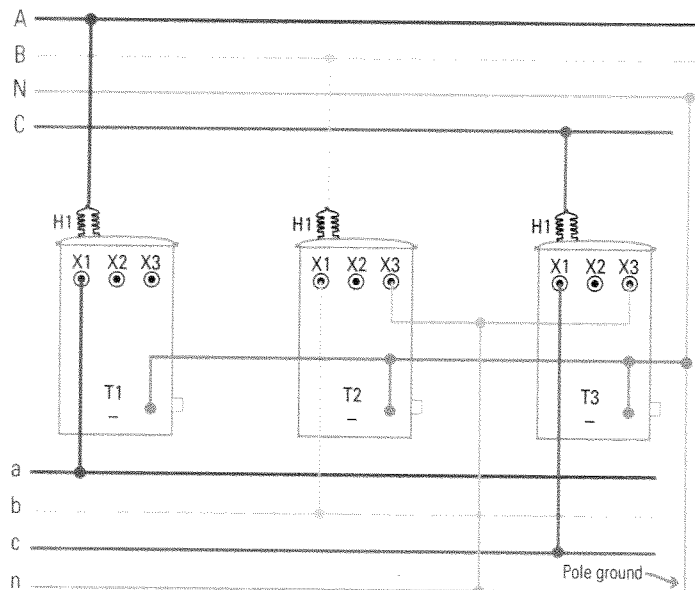 A
B
N
C
H1 H1 H1
X1 X2 X3 X1 X2 X3 X1 X2 X3
T1 T2 T3
a
b
c
n
Pole ground